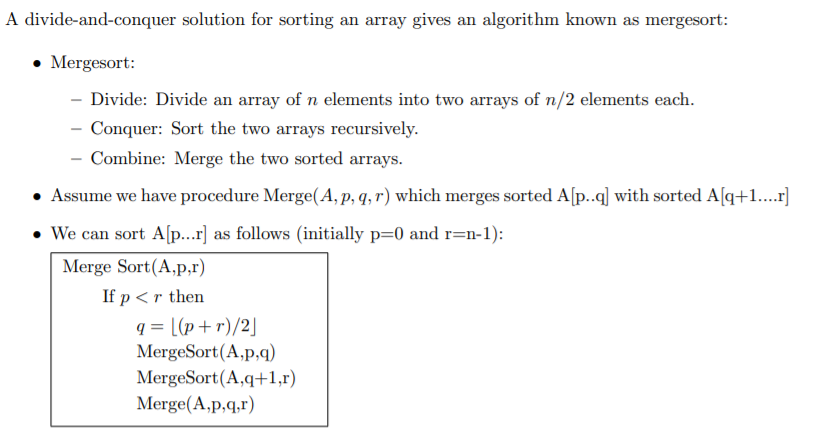 A divide-and-conquer solution for sorting an array gives an algorithm known as mergesort:
• Mergesort:
– Divide: Divide an array of n elements into two arrays of n/2 elements each.
– Conquer: Sort the two arrays recursively.
– Combine: Merge the two sorted arrays.
• Assume we have procedure Merge(A, p, q, r) which merges sorted A[p..q] with sorted A[q+1....r]
• We can sort A[p...r] as follows (initially p=0 and r=n-1):
Merge Sort(A,p,r)
If p < r then
q = ⌊(p + r)/2⌋
MergeSort(A,p,q)
MergeSort(A,q+1,r)
Merge(A,p,q,r)